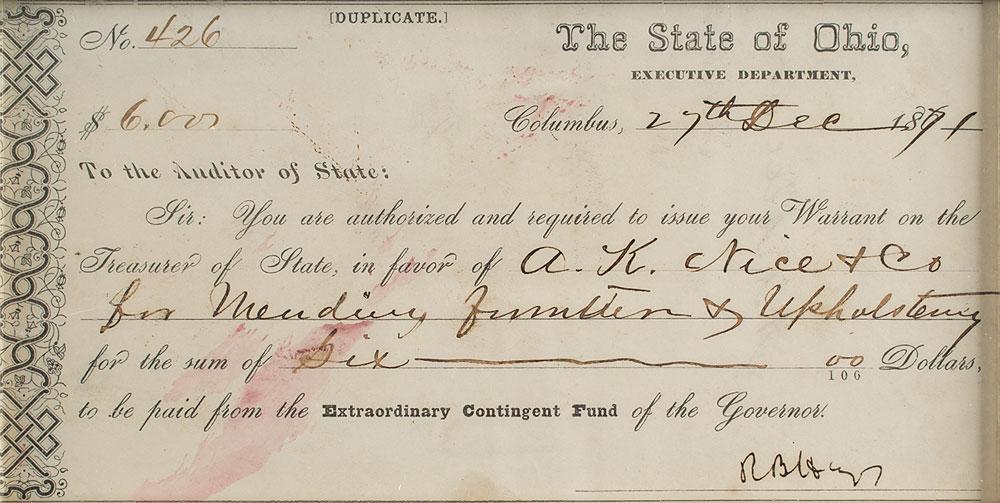 [DUPLICATE.]
No. 426
The State of Ohio,
EXECUTIVE DEPARTMENT,
$ 6.00
Columbus, 27th Dec 1871
To the Auditor of State:
Sir: You are authorized and required to issue your Warrant on the
Treasurer of State, in favor of A. K. Nice & Co
for Mending furniture & Upholstering
for the sum of Six 00/100 Dollars,
to be paid from the Extraordinary Contingent Fund of the Governor.
R B Hayes